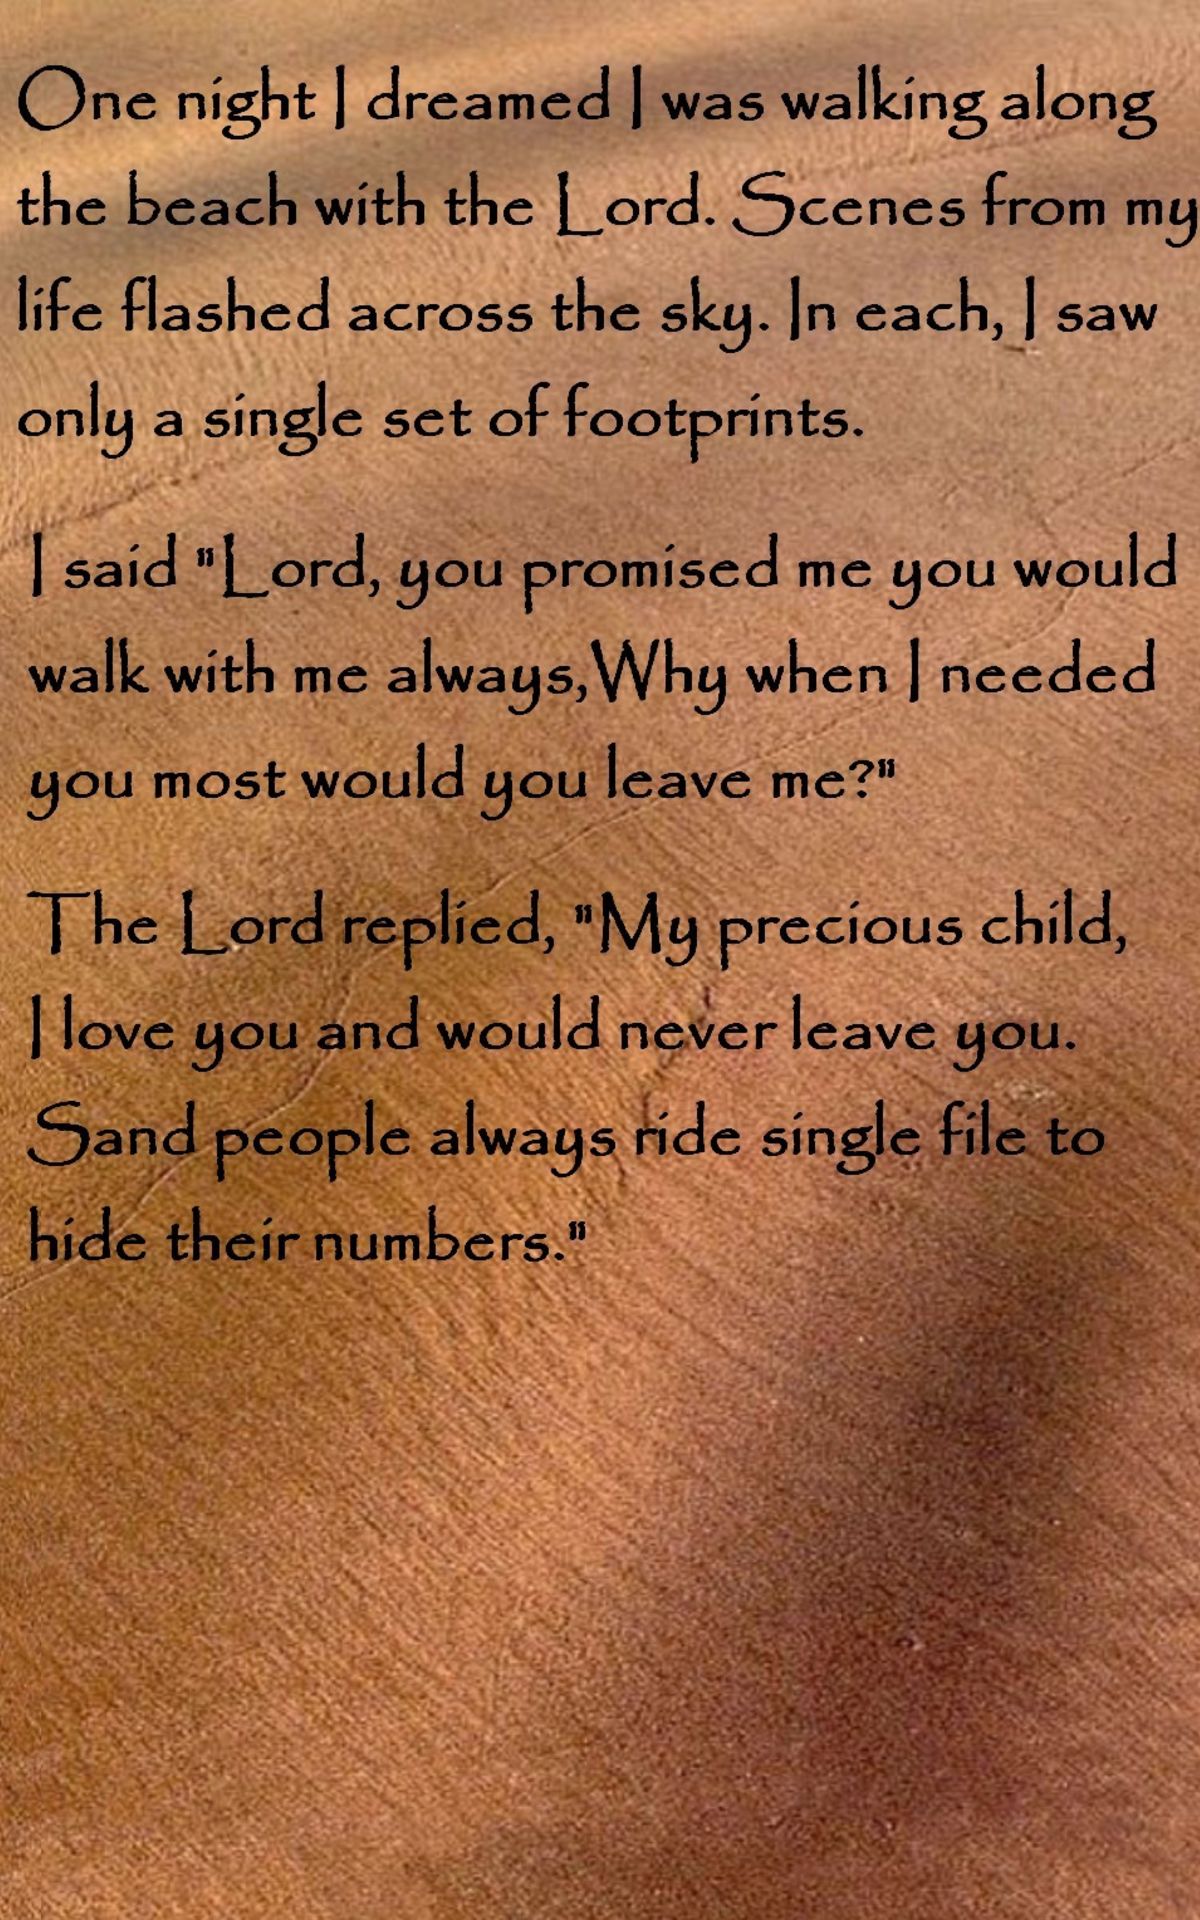 One night I dreamed I was walking along
the beach with the Lord. Scenes from my
life flashed across the sky. In each, I saw
only a single set of footprints.
I said "Lord, you promised me you would
walk with me always,Why when I needed
you most would you leave me?"
The Lord replied, "My precious child,
I love you and would never leave you.
Sand people always ride single file to
hide their numbers."